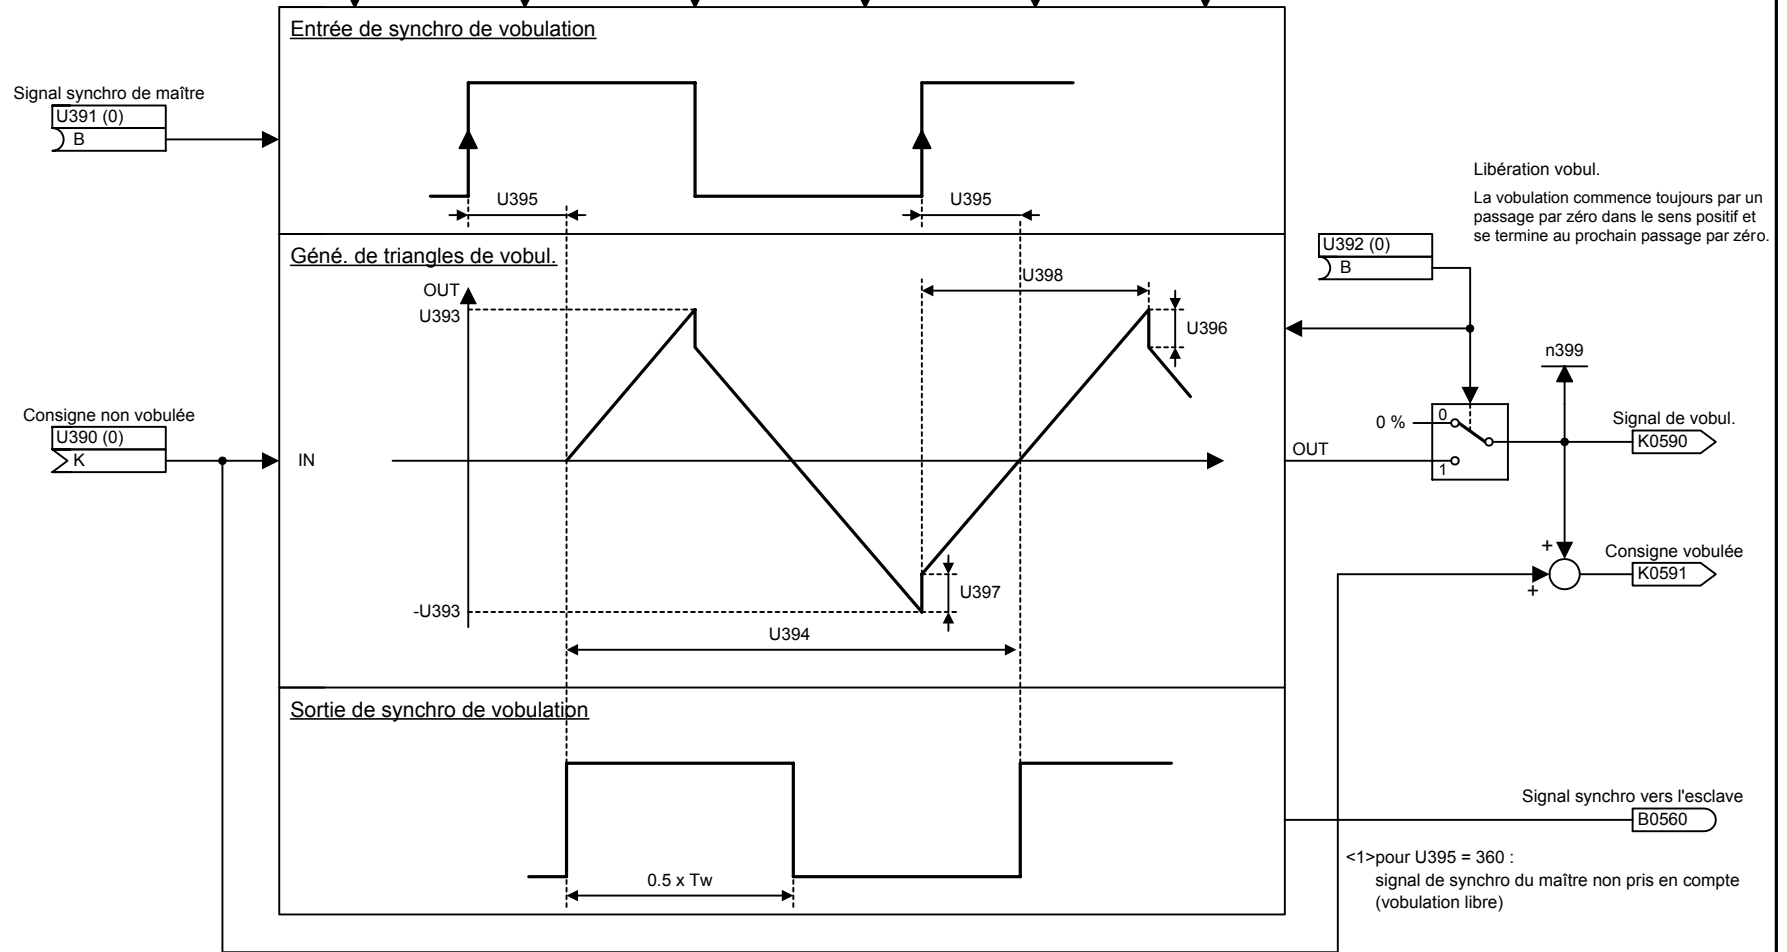 Entrée de synchro de vobulation
Signal synchro de maître
U391 (0)
B
U395
U395
Libération vobul.
La vobulation commence toujours par un
passage par zéro dans le sens positif et
se termine au prochain passage par zéro.
U392 (0)
B
Géné. de triangles de vobul.
OUT
U393
U398
U396
n399
Consigne non vobulée
U390 (0)
K
IN
0 %
0
1
OUT
Signal de vobul.
K0590
+
+
Consigne vobulée
K0591
U397
-U393
U394
Sortie de synchro de vobulation
0.5 x Tw
Signal synchro vers l'esclave
B0560
<1>pour U395 = 360 :
signal de synchro du maître non pris en compte
(vobulation libre)